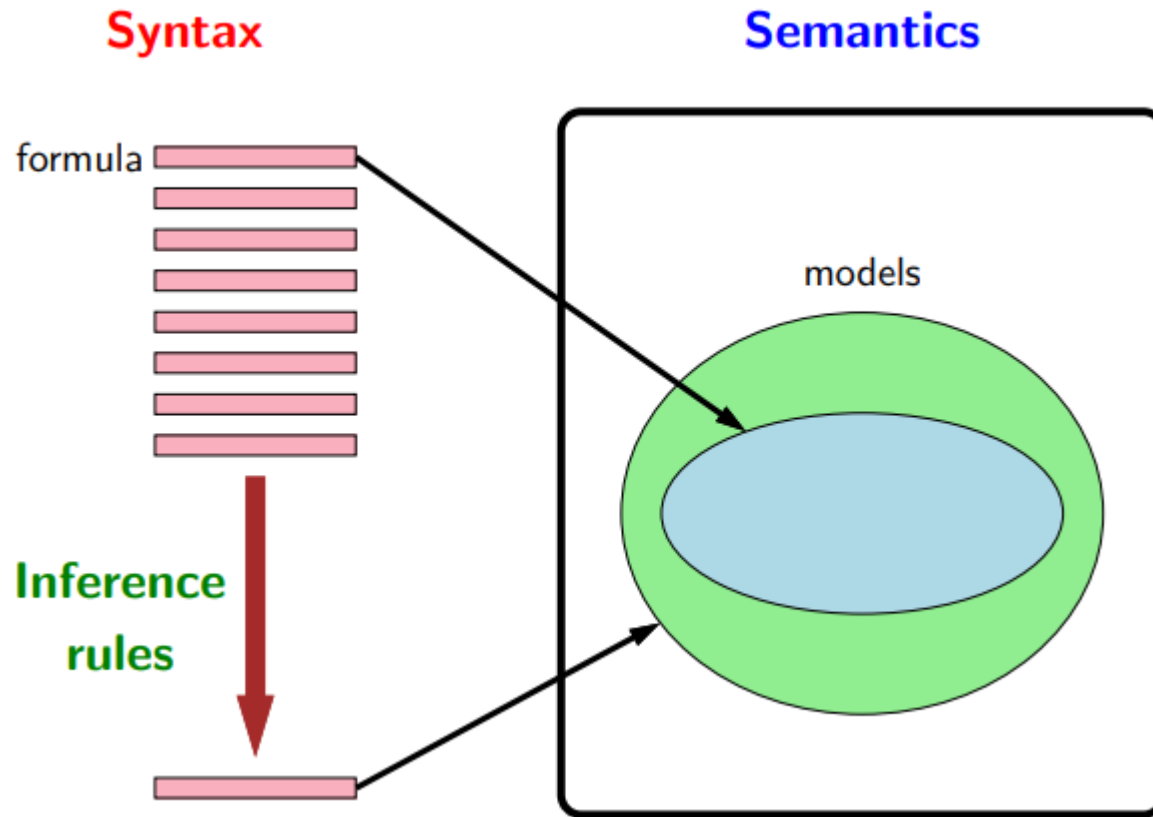 Syntax
Semantics
formula
models
Inference
rules